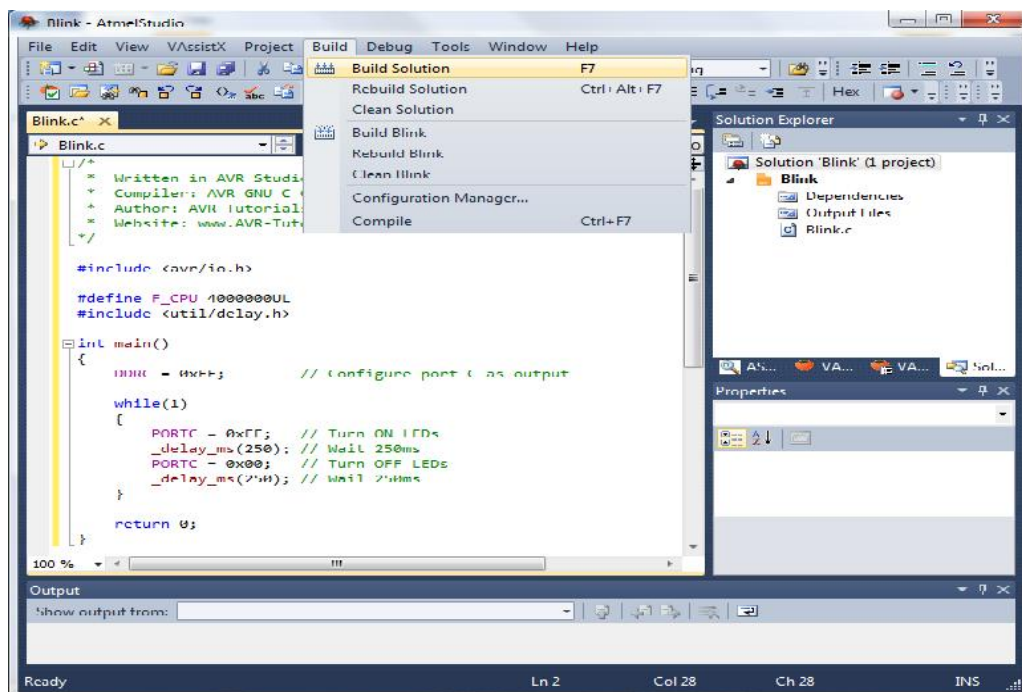 Blink - AtmelStudio
File Edit View VAssistX Project Build Debug Tools Window Help
Build Solution F7
Rebuild Solution Ctrl+Alt+F7
Clean Solution
Build Blink
Rebuild Blink
Clean Blink
Configuration Manager...
Compile Ctrl+F7
Hex
Blink.c* ×
Blink.c
/*
* Written in AVR Studi
* Compiler: AVR GNU C
* Author: AVR Tutorial
* Website: www.AVR-Tut
*/
#include <avr/io.h>
#define F_CPU 4000000UL
#include <util/delay.h>
int main()
{
DDRC = 0xFF; // Configure port C as output
while(1)
{
PORTC = 0xFF; // Turn ON LEDs
_delay_ms(250); // Wait 250ms
PORTC = 0x00; // Turn OFF LEDs
_delay_ms(250); // Wait 250ms
}
return 0;
}
100 %
Solution Explorer
Solution 'Blink' (1 project)
Blink
Dependencies
Output Files
Blink.c
AS... VA... VA... Sol...
Properties
Output
Show output from:
Ready Ln 2 Col 28 Ch 28 INS